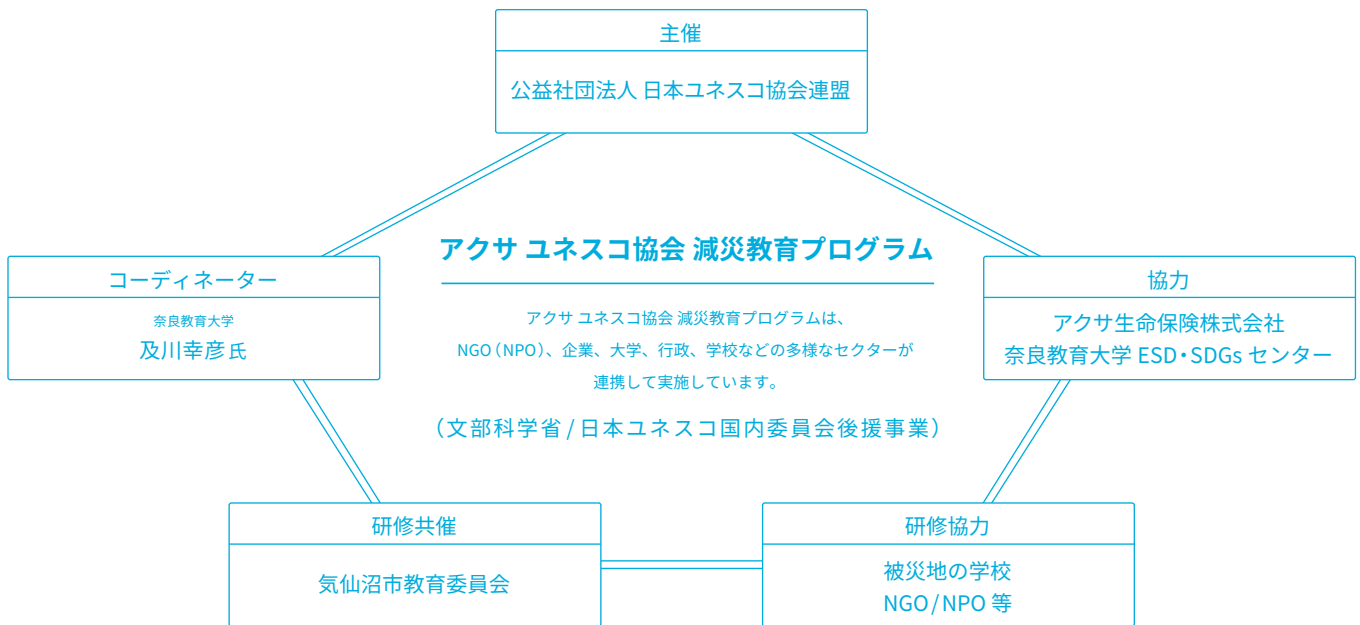 主催
公益社団法人 日本ユネスコ協会連盟
アクサ ユネスコ協会 減災教育プログラム
アクサ ユネスコ協会 減災教育プログラムは、
NGO(NPO)、企業、大学、行政、学校などの多様なセクターが
連携して実施しています。
(文部科学省/日本ユネスコ国内委員会後援事業)
コーディネーター
奈良教育大学
及川幸彦 氏
協力
アクサ生命保険株式会社
奈良教育大学 ESD・SDGs センター
研修共催
気仙沼市教育委員会
研修協力
被災地の学校
NGO/NPO 等